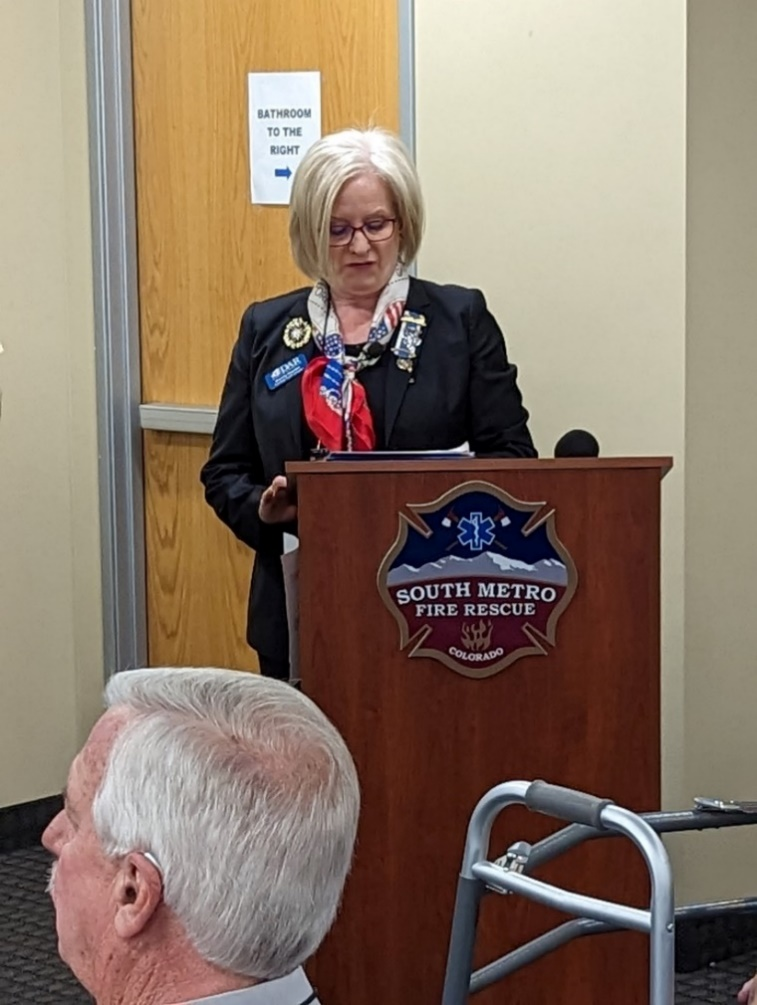 BATHROOM
TO THE
RIGHT
DAR
SOUTH METRO
FIRE RESCUE
COLORADO